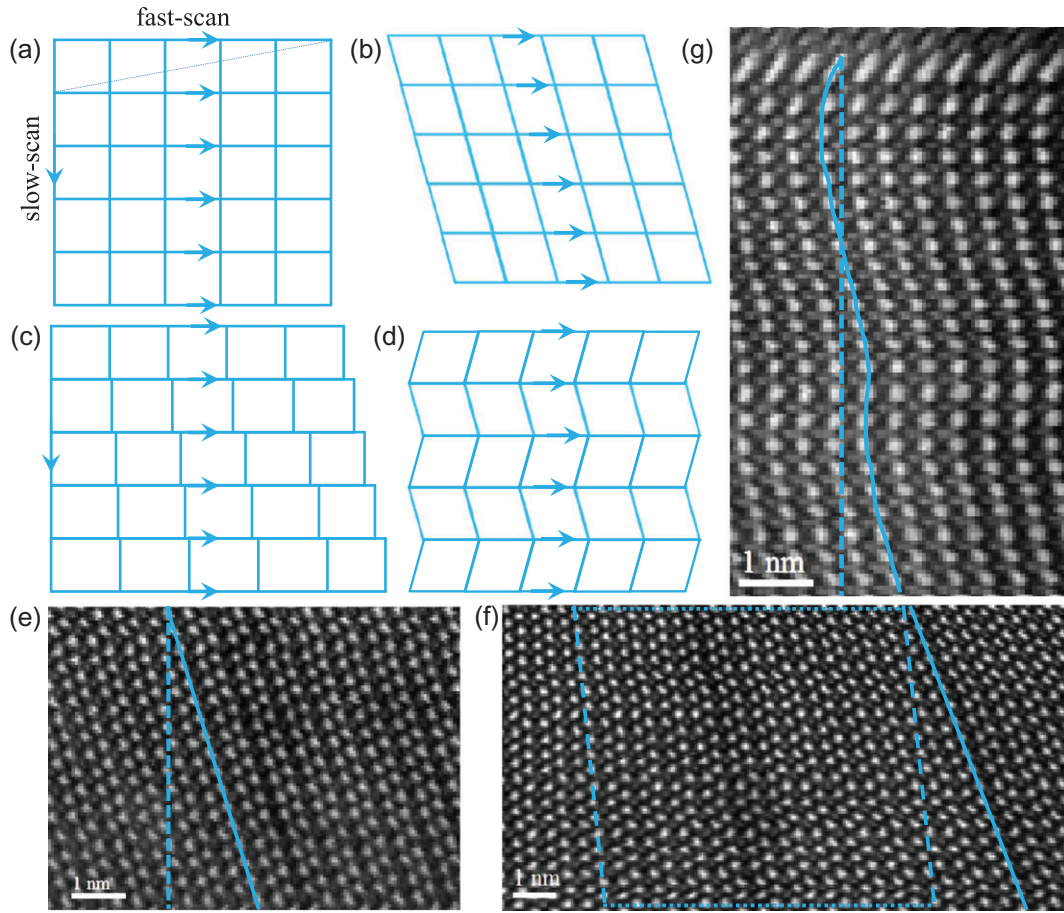 fast-scan
(a)
(b)
(g)
slow-scan
(c)
(d)
1 nm
(e)
(f)
1 nm
1 nm